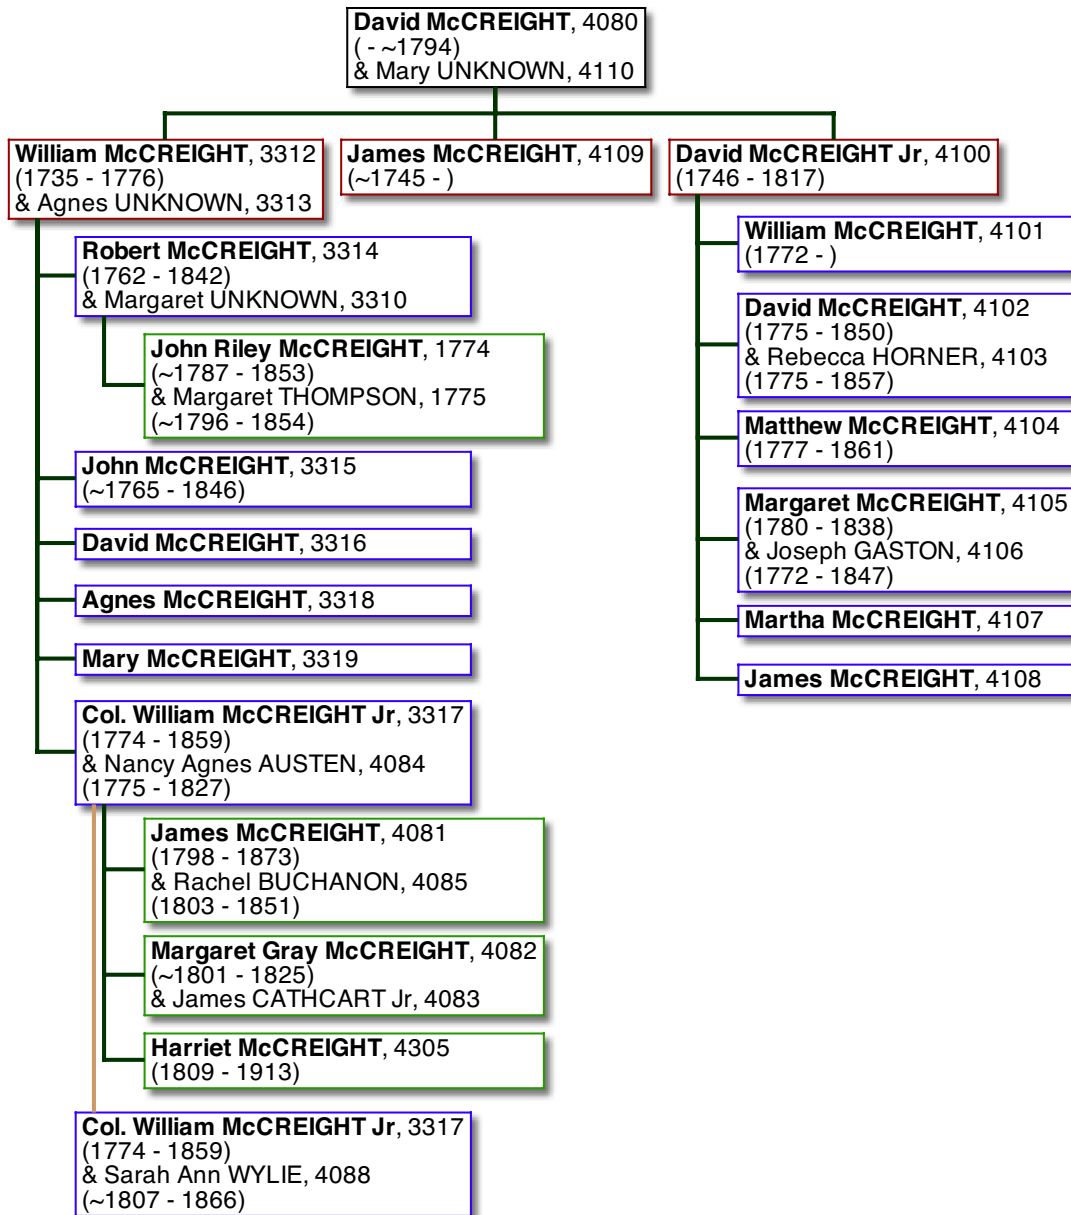 David McCREIGHT, 4080
( - ~1794)
& Mary UNKNOWN, 4110
William McCREIGHT, 3312
(1735 - 1776)
& Agnes UNKNOWN, 3313
James McCREIGHT, 4109
(~1745 - )
David McCREIGHT Jr, 4100
(1746 - 1817)
Robert McCREIGHT, 3314
(1762 - 1842)
& Margaret UNKNOWN, 3310
John Riley McCREIGHT, 1774
(~1787 - 1853)
& Margaret THOMPSON, 1775
(~1796 - 1854)
John McCREIGHT, 3315
(~1765 - 1846)
David McCREIGHT, 3316
Agnes McCREIGHT, 3318
Mary McCREIGHT, 3319
Col. William McCREIGHT Jr, 3317
(1774 - 1859)
& Nancy Agnes AUSTEN, 4084
(1775 - 1827)
James McCREIGHT, 4081
(1798 - 1873)
& Rachel BUCHANON, 4085
(1803 - 1851)
Margaret Gray McCREIGHT, 4082
(~1801 - 1825)
& James CATHCART Jr, 4083
Harriet McCREIGHT, 4305
(1809 - 1913)
Col. William McCREIGHT Jr, 3317
(1774 - 1859)
& Sarah Ann WYLIE, 4088
(~1807 - 1866)
William McCREIGHT, 4101
(1772 - )
David McCREIGHT, 4102
(1775 - 1850)
& Rebecca HORNER, 4103
(1775 - 1857)
Matthew McCREIGHT, 4104
(1777 - 1861)
Margaret McCREIGHT, 4105
(1780 - 1838)
& Joseph GASTON, 4106
(1772 - 1847)
Martha McCREIGHT, 4107
James McCREIGHT, 4108